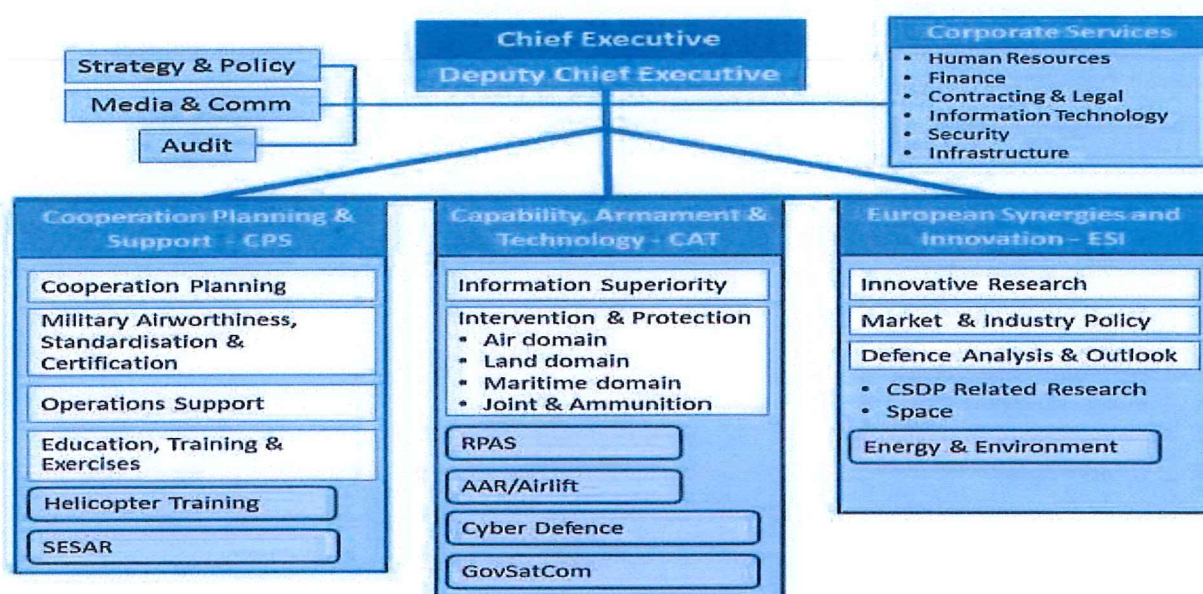 Chief Executive
Deputy Chief Executive
Strategy & Policy
Media & Comm
Audit
Corporate Services
• Human Resources
• Finance
• Contracting & Legal
• Information Technology
• Security
• Infrastructure
Cooperation Planning &
Support - CPS
Cooperation Planning
Military Airworthiness,
Standardisation &
Certification
Operations Support
Education, Training &
Exercises
Helicopter Training
SESAR
Capability, Armament &
Technology - CAT
Information Superiority
Intervention & Protection
• Air domain
• Land domain
• Maritime domain
• Joint & Ammunition
RPAS
AAR/Airlift
Cyber Defence
GovSatCom
European Synergies and
Innovation - ESI
Innovative Research
Market & Industry Policy
Defence Analysis & Outlook
• CSDP Related Research
• Space
Energy & Environment